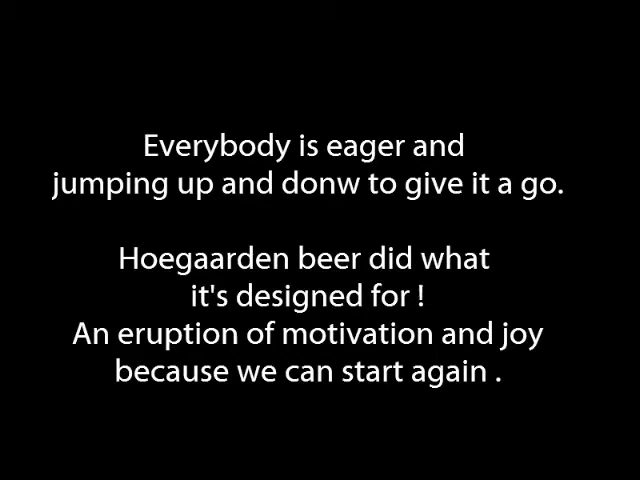 Everybody is eager and
jumping up and donw to give it a go.
Hoegaarden beer did what
it's designed for !
An eruption of motivation and joy
because we can start again .